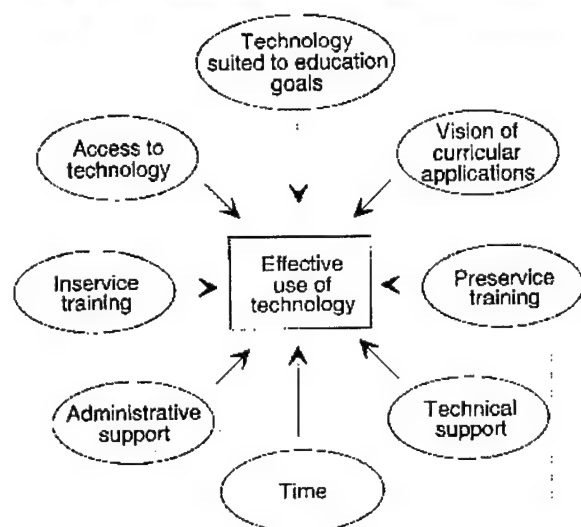 Technology
suited to education
goals
Access to
technology
Vision of
curricular
applications
Inservice
training
Effective
use of
technology
Preservice
training
Administrative
support
Technical
support
Time